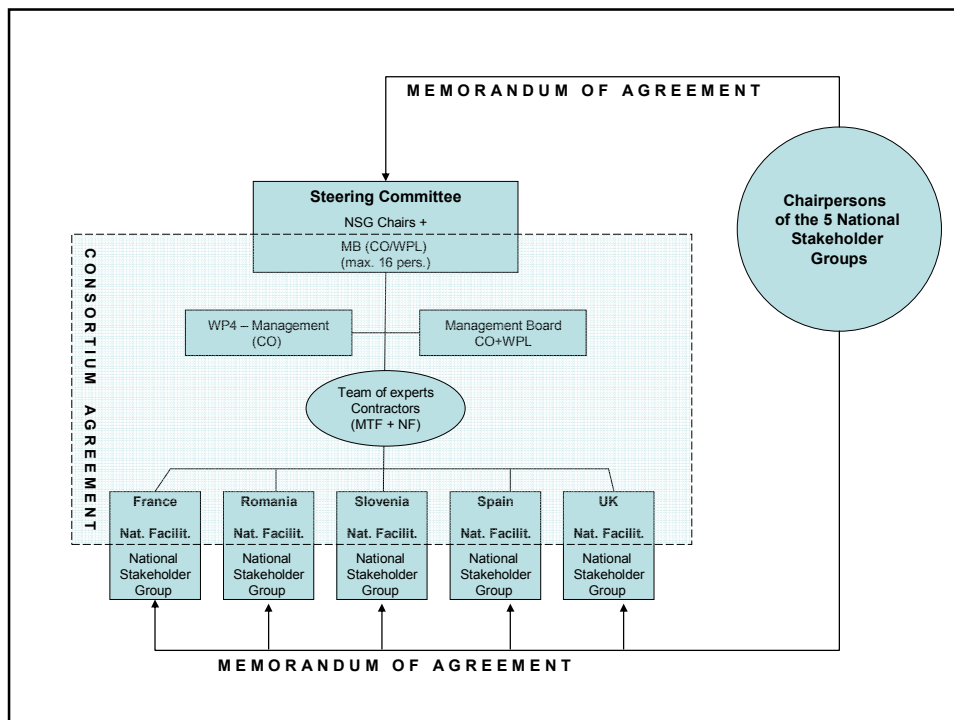 MEMORANDUM OF AGREEMENT
Chairpersons
of the 5 National
Stakeholder
Groups
Steering Committee
NSG Chairs +
MB (CO/WPL)
(max. 16 pers.)
CONSORTIUM AGREEMENT
WP4 – Management
(CO)
Management Board
CO+WPL
Team of experts
Contractors
(MTF + NF)
France
Nat. Facilit.
National
Stakeholder
Group
Romania
Nat. Facilit.
National
Stakeholder
Group
Slovenia
Nat. Facilit.
National
Stakeholder
Group
Spain
Nat. Facilit.
National
Stakeholder
Group
UK
Nat. Facilit.
National
Stakeholder
Group
MEMORANDUM OF AGREEMENT